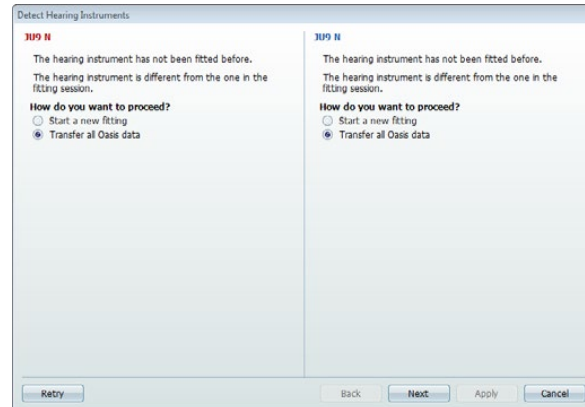 Detect Hearing Instruments
JU9 N
The hearing instrument has not been fitted before.
The hearing instrument is different from the one in the
fitting session.
How do you want to proceed?
Start a new fitting
Transfer all Oasis data
JU9 N
The hearing instrument has not been fitted before.
The hearing instrument is different from the one in the
fitting session.
How do you want to proceed?
Start a new fitting
Transfer all Oasis data
Retry
Back
Next
Apply
Cancel